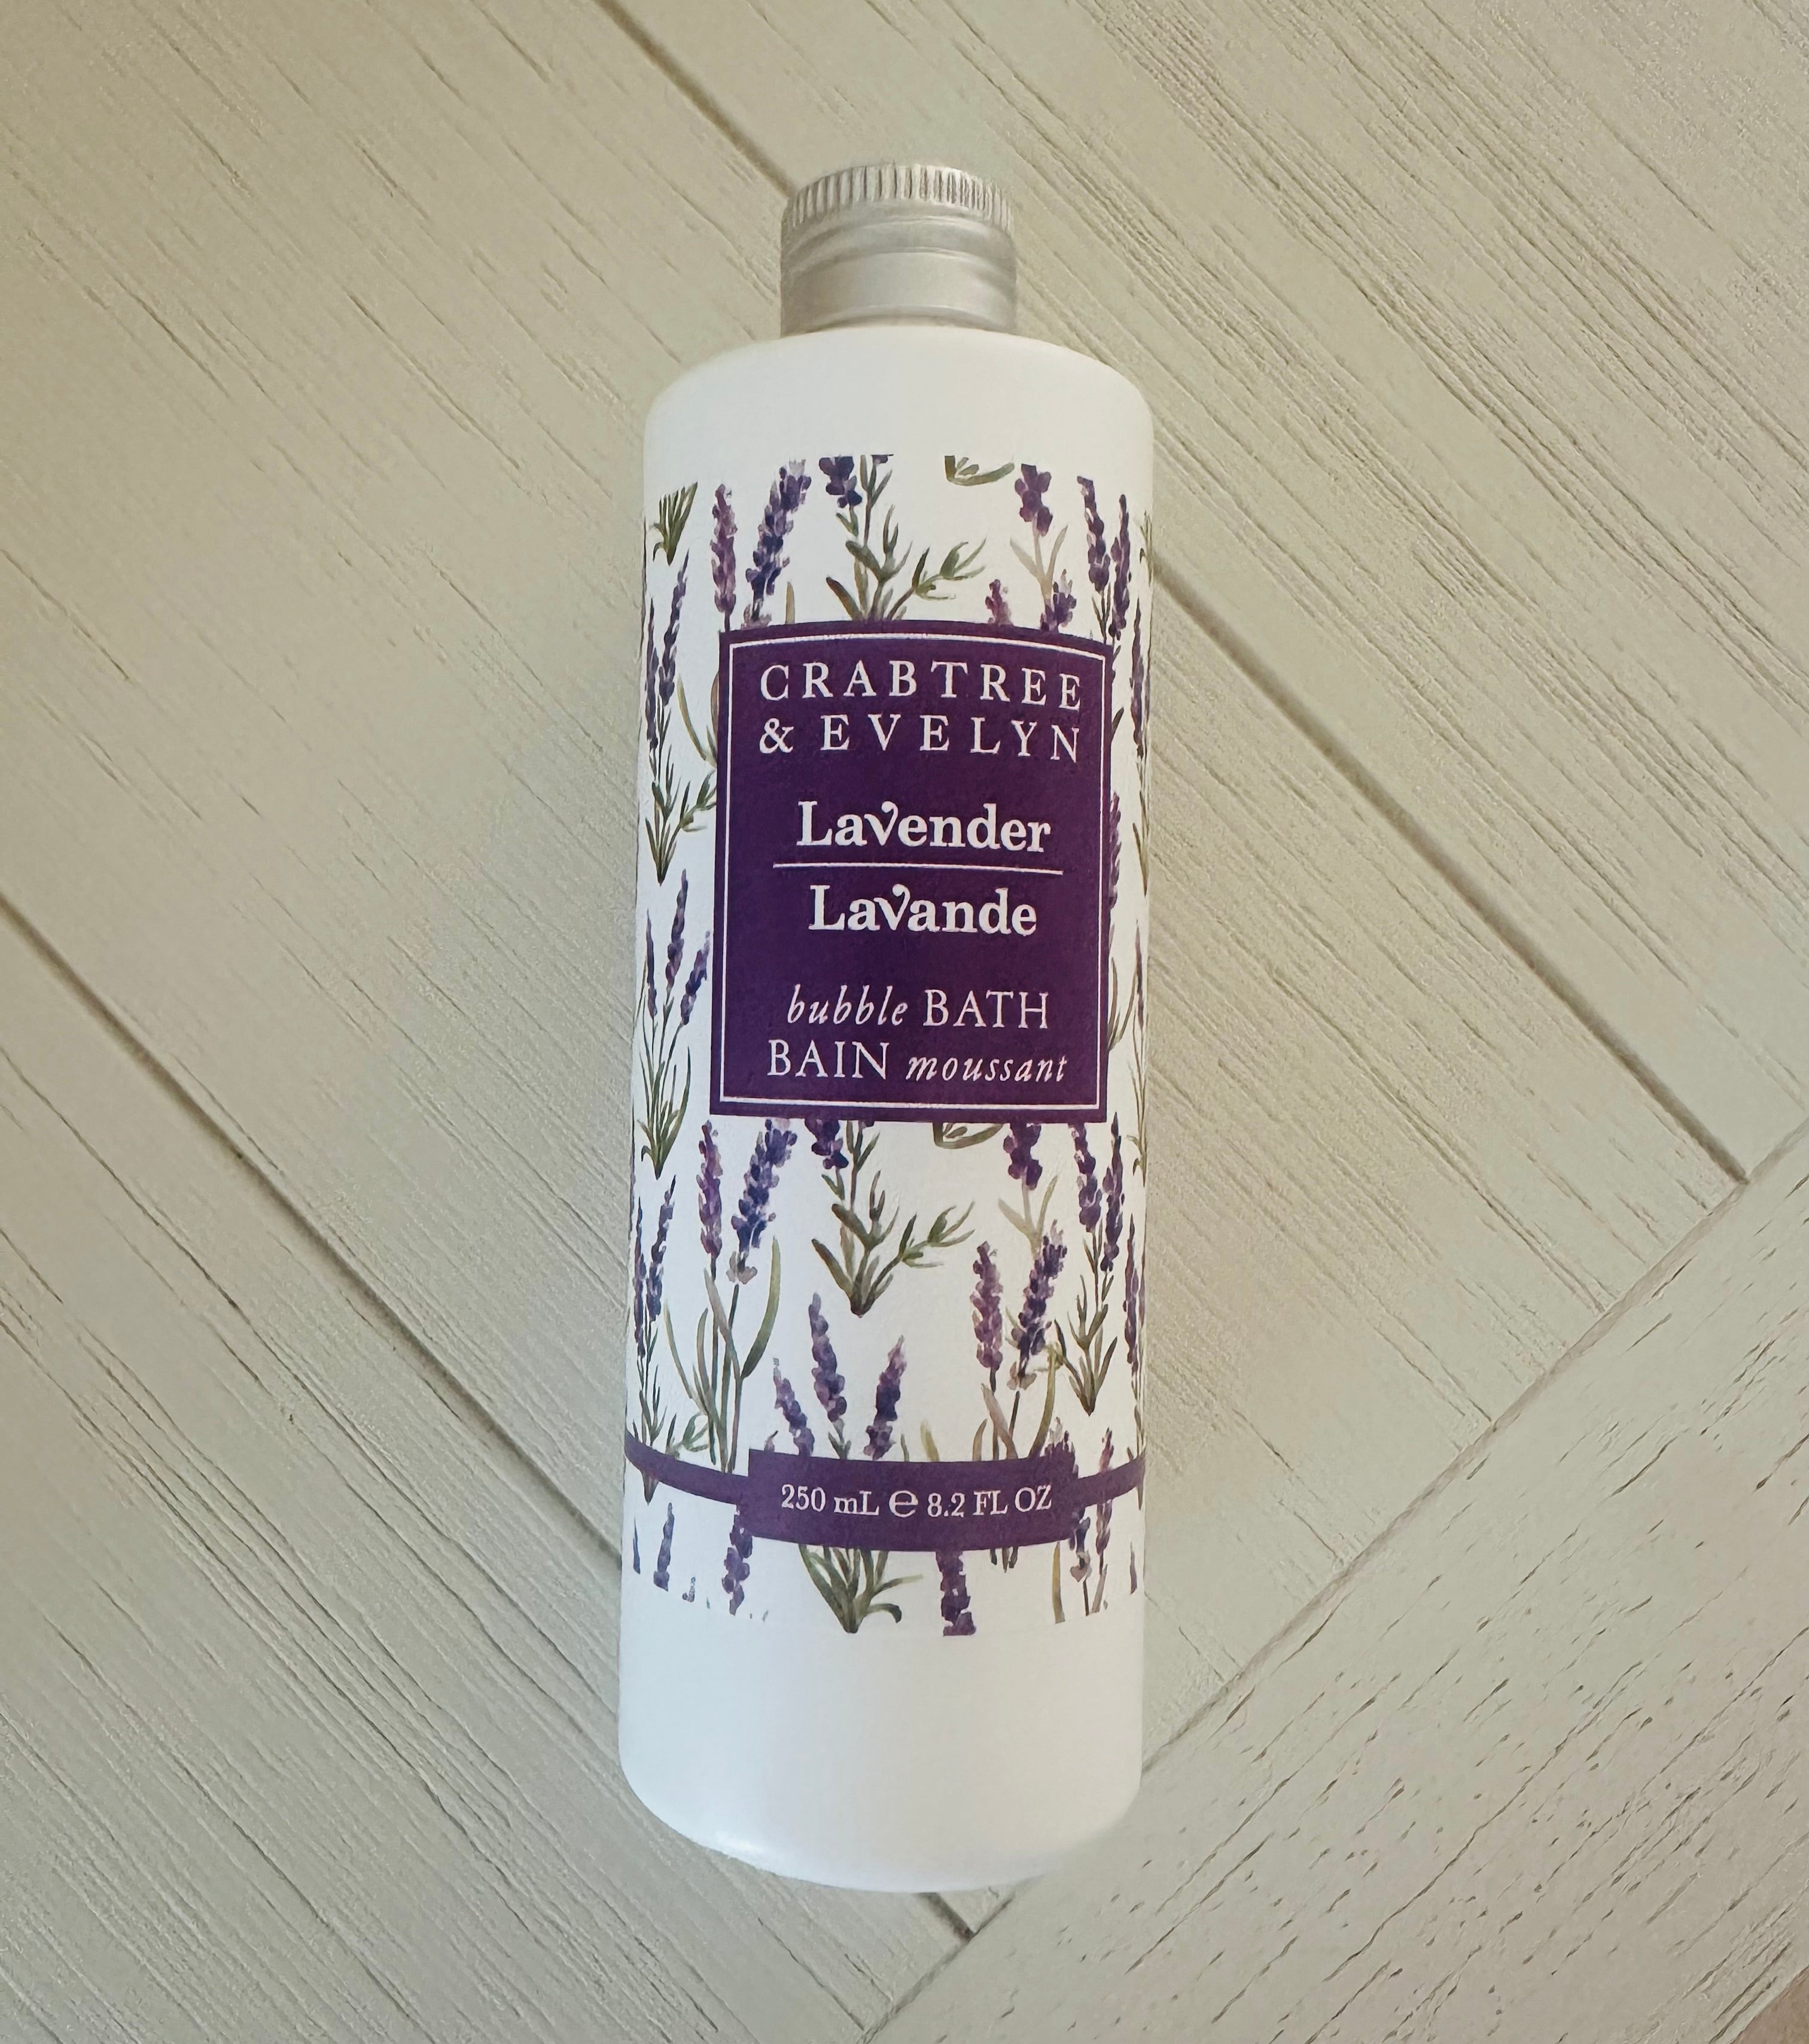 CRABTREE
& EVELYN
Lavender
Lavande
bubble BATH
BAIN moussant
250 mL ℮ 8.2 FL OZ